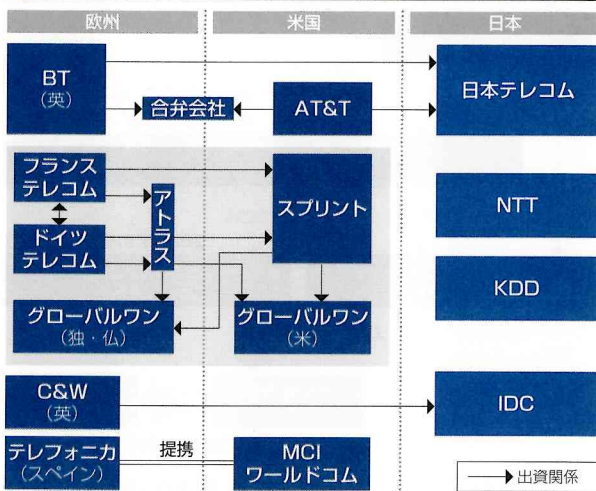 欧州
米国
日本
BT
(英)
合弁会社
AT&T
日本テレコム
フランス
テレコム
アトラス
スプリント
NTT
ドイツ
テレコム
KDD
グローバルワン
(独・仏)
グローバルワン
(米)
C&W
(英)
IDC
テレフォニカ
(スペイン)
提携
MCI
ワールドコム
出資関係